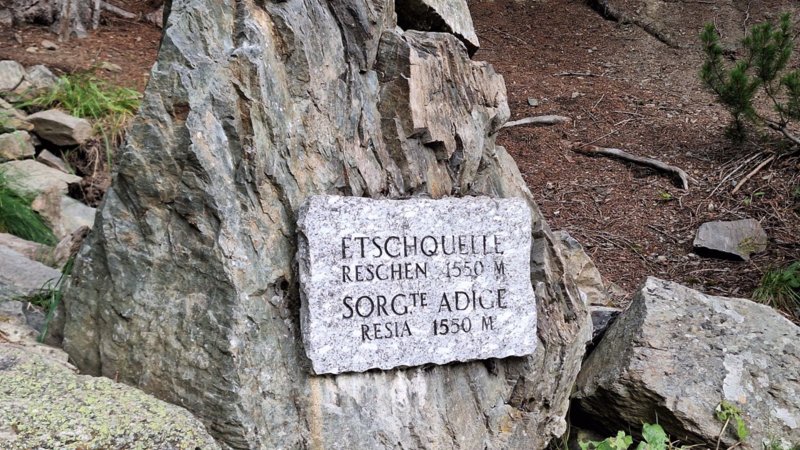 ETSCHQUELLE
RESCHEN 1550 M
SORG.TE ADIGE
RESIA 1550 M